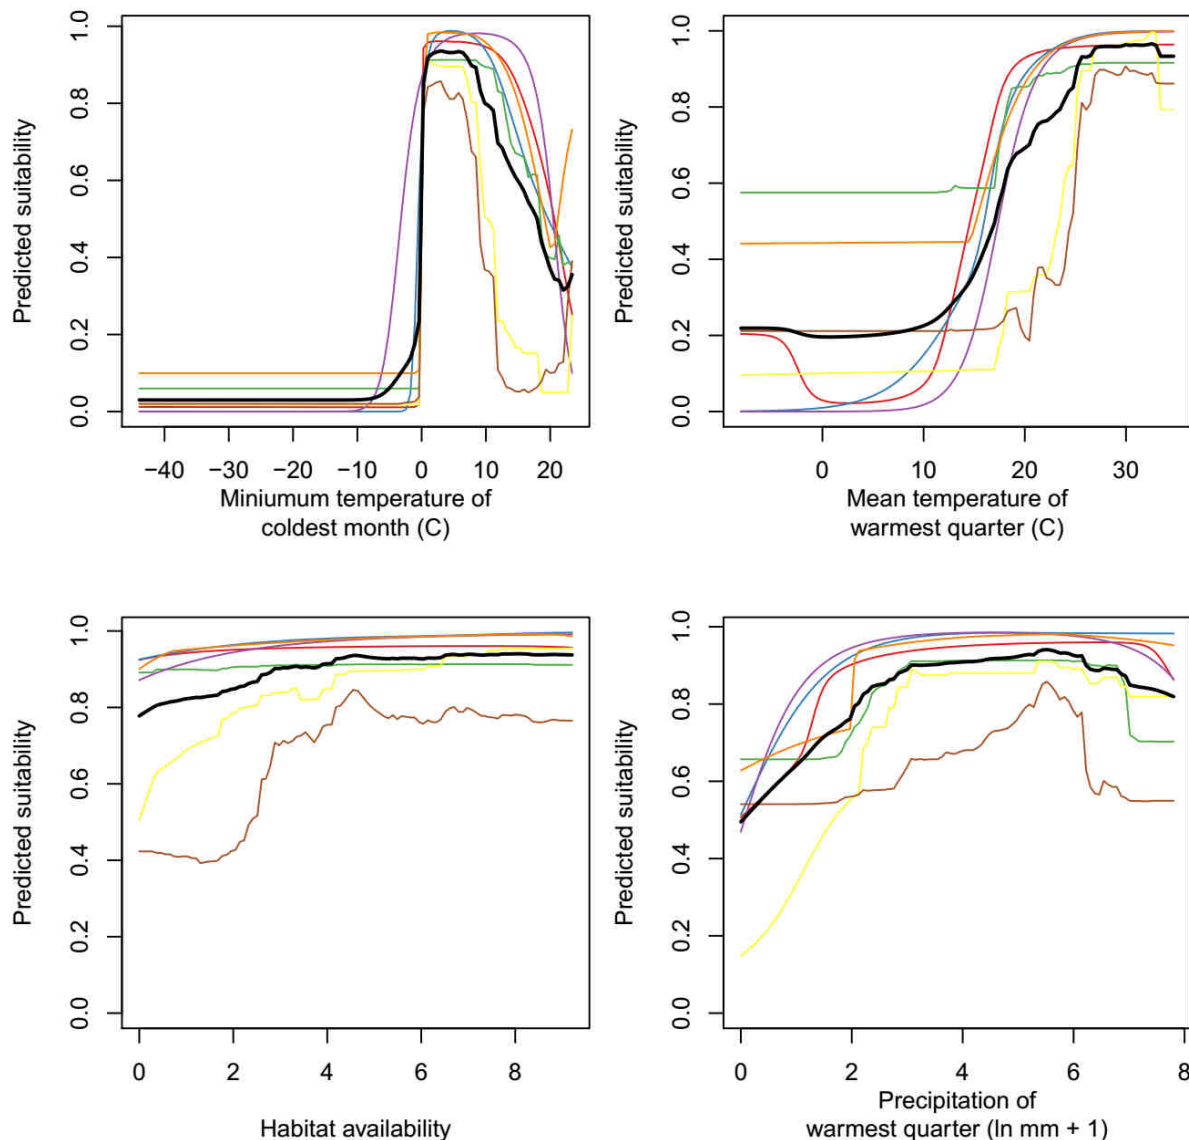 Predicted suitability
0.0 0.2 0.4 0.6 0.8 1.0
−40 −30 −20 −10 0 10 20
Miniumum temperature of
coldest month (C)
Predicted suitability
0.0 0.2 0.4 0.6 0.8 1.0
0 10 20 30
Mean temperature of
warmest quarter (C)
Predicted suitability
0.0 0.2 0.4 0.6 0.8 1.0
0 2 4 6 8
Habitat availability
Predicted suitability
0.0 0.2 0.4 0.6 0.8 1.0
0 2 4 6 8
Precipitation of
warmest quarter (ln mm + 1)